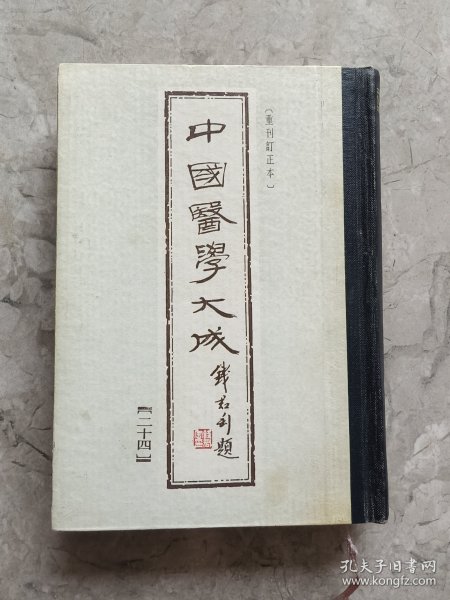 〔重刊訂正本〕
中國醫學大成
錢君匋題
【二十四】
孔夫子旧书网
www.kongfz.com